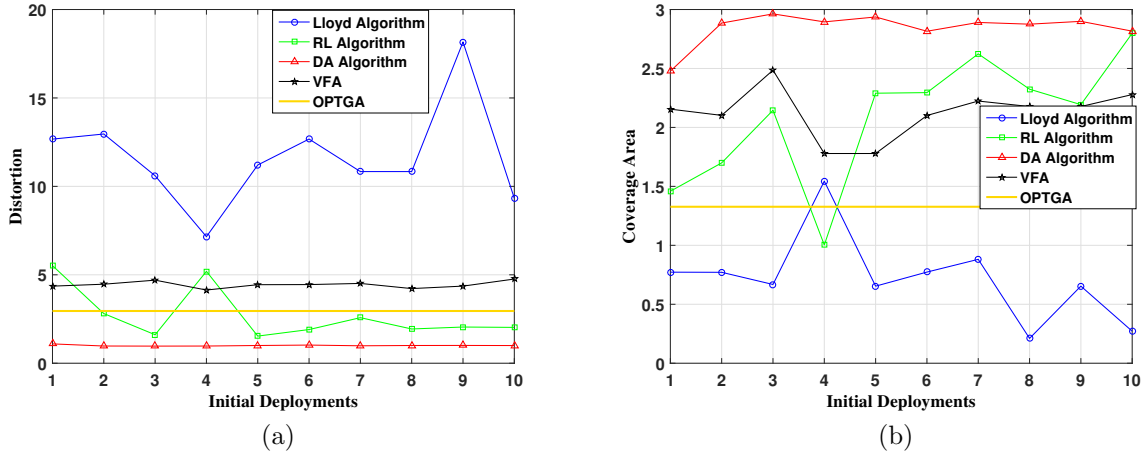 Lloyd Algorithm
RL Algorithm
DA Algorithm
VFA
OPTGA
20
15
10
5
0
Distortion
1 2 3 4 5 6 7 8 9 10
Initial Deployments
(a)
3
2.5
2
1.5
1
0.5
0
Coverage Area
Lloyd Algorithm
RL Algorithm
DA Algorithm
VFA
OPTGA
1 2 3 4 5 6 7 8 9 10
Initial Deployments
(b)